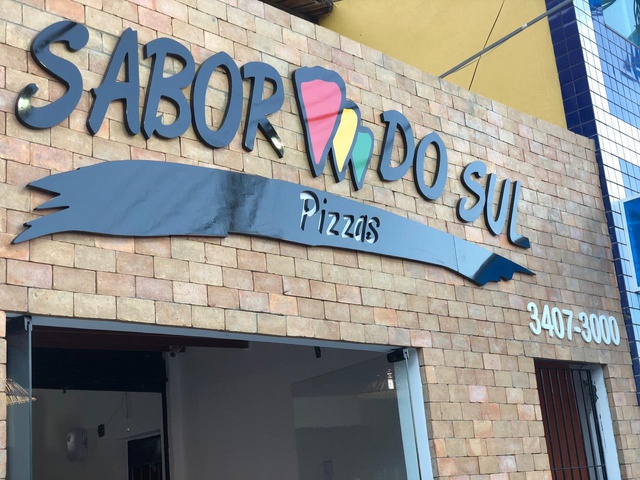 SABOR DO SUL
Pizzas
3407-3000